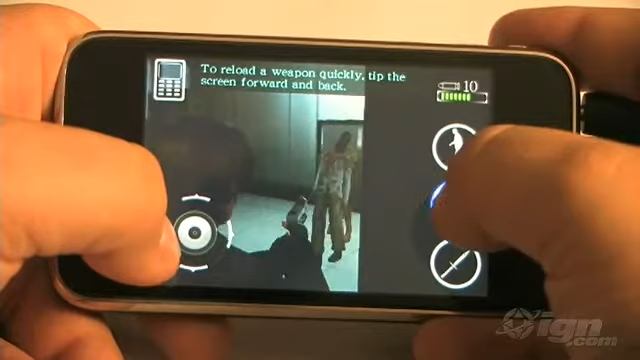 To reload a weapon quickly, tip the
screen forward and back.
10
ign.com